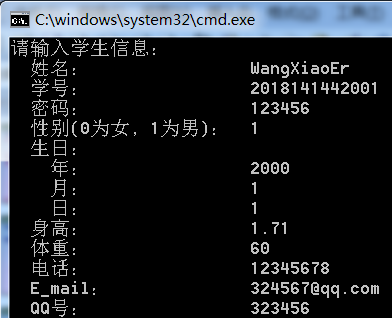 C:\windows\system32\cmd.exe
请输入学生信息:
姓名: WangXiaoEr
学号: 2018141442001
密码: 123456
性别(0为女, 1为男): 1
生日:
年: 2000
月: 1
日: 1
身高: 1.71
体重: 60
电话: 12345678
E_mail: 324567@qq.com
QQ号: 323456